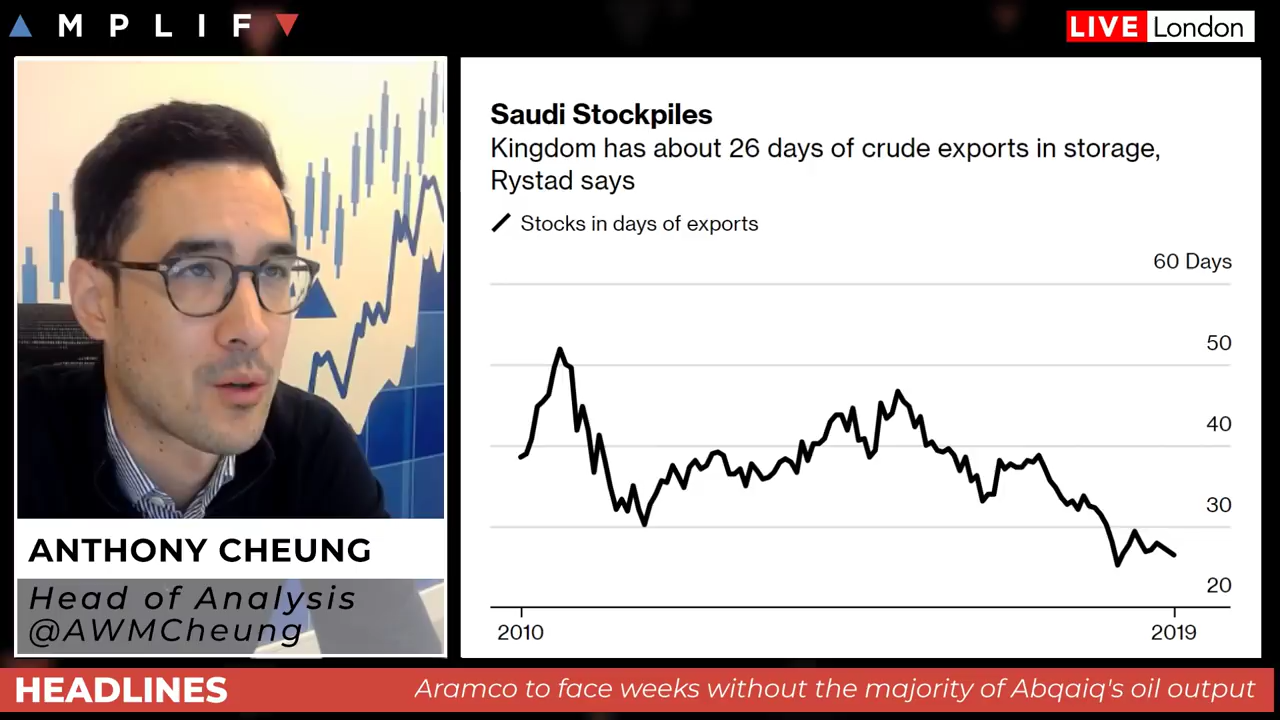 ▲ M P L I F ▼
LIVE London
ANTHONY CHEUNG
Head of Analysis
@AWMCheung
Saudi Stockpiles
Kingdom has about 26 days of crude exports in storage,
Rystad says
Stocks in days of exports
60 Days
50
40
30
20
2010 2019
HEADLINES Aramco to face weeks without the majority of Abqaiq's oil output